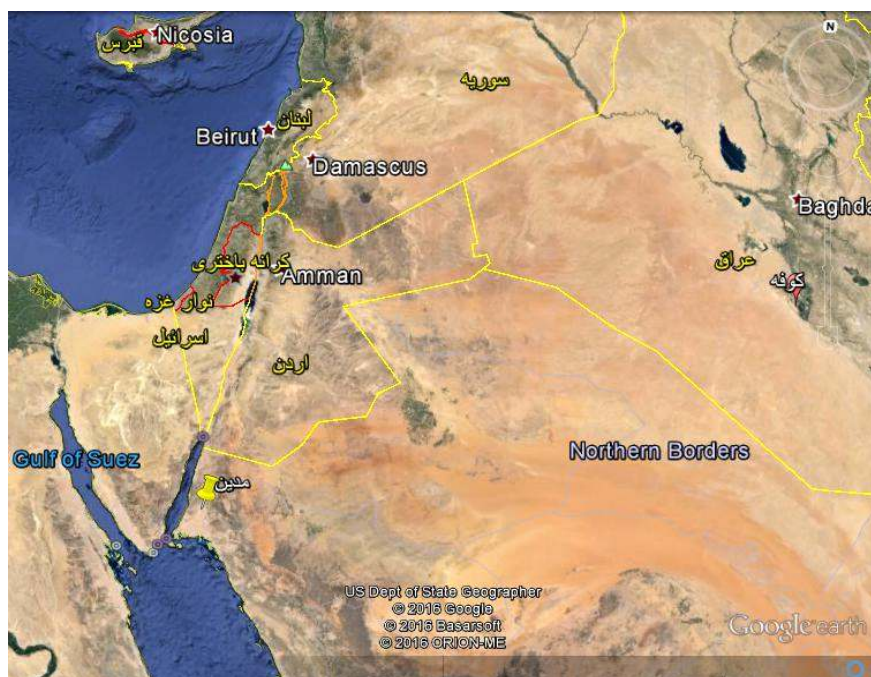 N
Nicosia
قبرس
سوریه
لبنان
Beirut
Damascus
Baghda
عراق
کوفه
کرانه باختری
Amman
نوار غزه
اسرائیل
اردن
Northern Borders
Gulf of Suez
مدین
US Dept of State Geographer
© 2016 Google
© 2016 Basarsoft
© 2016 ORION-ME
Google earth